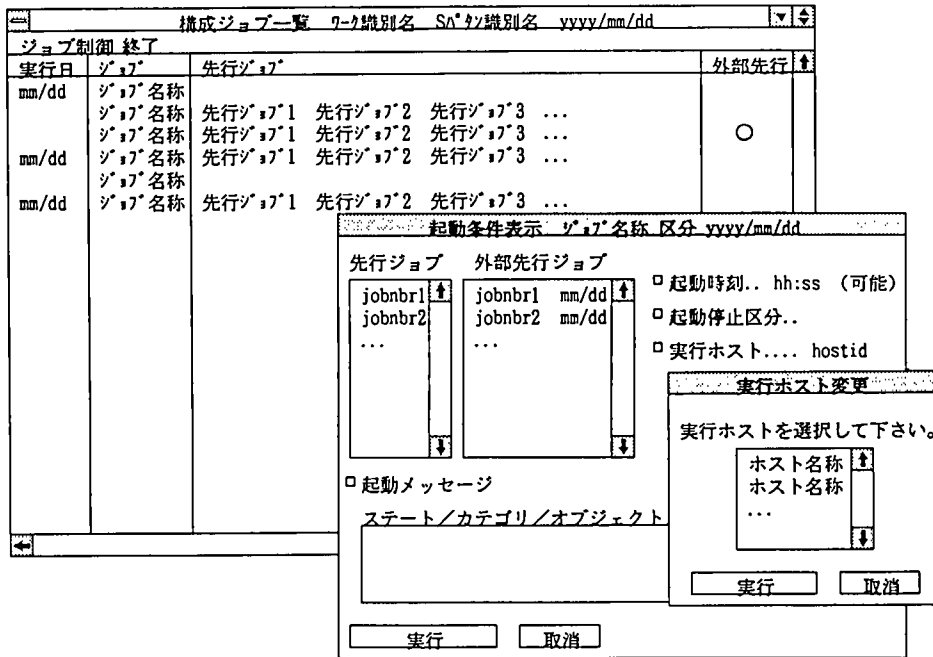 構成ジョブ一覧 ﾜｰｸ識別名 Sﾊﾟﾀﾝ識別名 yyyy/mm/dd
ジョブ制御 終了
実行日 ｼﾞｮﾌﾞ 先行ｼﾞｮﾌﾞ 外部先行
mm/dd ｼﾞｮﾌﾞ名称
ｼﾞｮﾌﾞ名称 先行ｼﾞｮﾌﾞ1 先行ｼﾞｮﾌﾞ2 先行ｼﾞｮﾌﾞ3 ...
ｼﾞｮﾌﾞ名称 先行ｼﾞｮﾌﾞ1 先行ｼﾞｮﾌﾞ2 先行ｼﾞｮﾌﾞ3 ... ○
mm/dd ｼﾞｮﾌﾞ名称 先行ｼﾞｮﾌﾞ1 先行ｼﾞｮﾌﾞ2 先行ｼﾞｮﾌﾞ3 ...
ｼﾞｮﾌﾞ名称
mm/dd ｼﾞｮﾌﾞ名称 先行ｼﾞｮﾌﾞ1 先行ｼﾞｮﾌﾞ2 先行ｼﾞｮﾌﾞ3 ...
起動条件表示 ｼﾞｮﾌﾞ名称 区分 yyyy/mm/dd
先行ジョブ 外部先行ジョブ
jobnbr1 jobnbr1 mm/dd
jobnbr2 jobnbr2 mm/dd
... ...
起動時刻.. hh:ss (可能)
起動停止区分..
実行ホスト.... hostid
起動メッセージ
ステート/カテゴリ/オブジェクト
実行 取消
実行ホスト変更
実行ホストを選択して下さい。
ホスト名称
ホスト名称
...
実行 取消